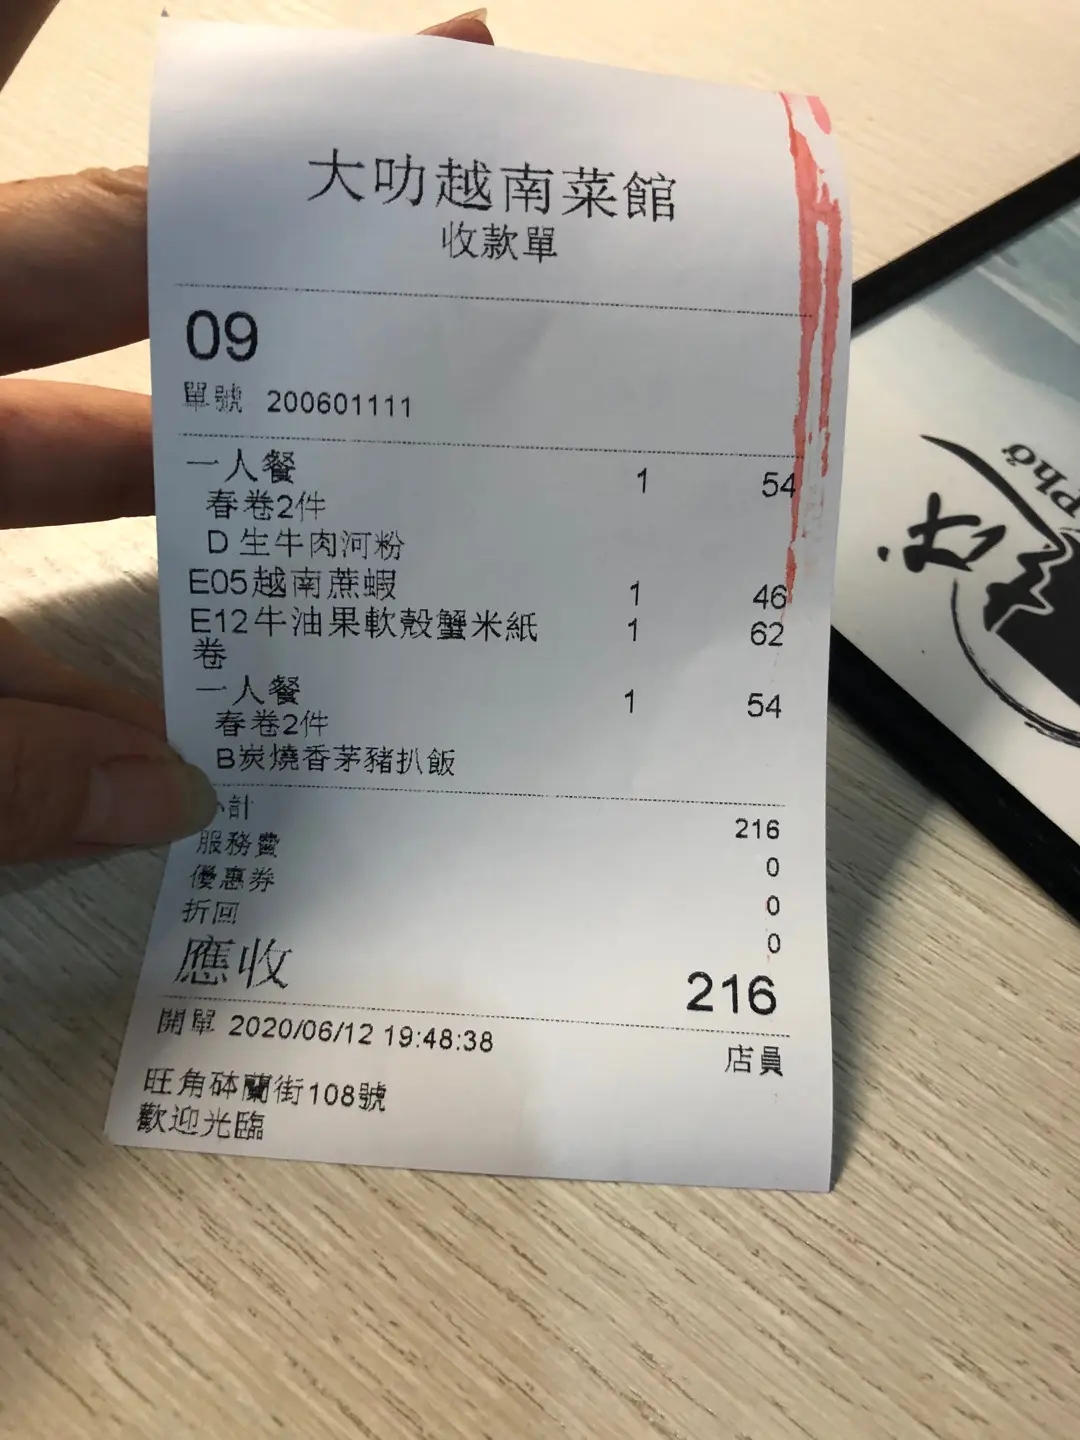 大叻越南菜館
收款單
09
單號 200601111
一人餐 1 54
春卷2件
D 生牛肉河粉
E05越南蔗蝦 1 46
E12牛油果軟殼蟹米紙 1 62
卷
一人餐 1 54
春卷2件
B炭燒香茅豬扒飯
小計 216
服務費 0
優惠券 0
折回 0
應收 216
開單 2020/06/12 19:48:38
店員
旺角砵蘭街108號
歡迎光臨
Phở